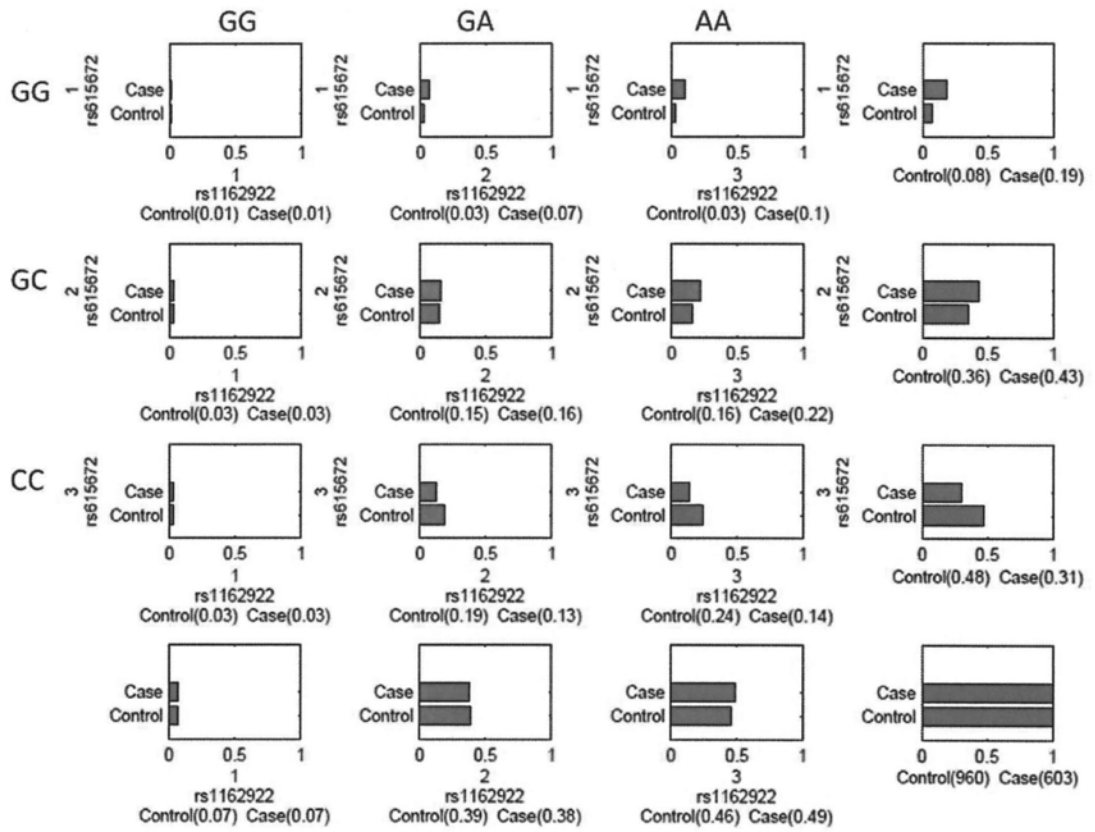 GG GA AA
GG
1 rs615672 Case Control 0 0.5 1 1 rs1162922 Control(0.01) Case(0.01)
1 rs615672 Case Control 0 0.5 1 2 rs1162922 Control(0.03) Case(0.07)
1 rs615672 Case Control 0 0.5 1 3 rs1162922 Control(0.03) Case(0.1)
1 rs615672 Case Control 0 0.5 1 Control(0.08) Case(0.19)
GC
2 rs615672 Case Control 0 0.5 1 1 rs1162922 Control(0.03) Case(0.03)
2 rs615672 Case Control 0 0.5 1 2 rs1162922 Control(0.15) Case(0.16)
2 rs615672 Case Control 0 0.5 1 3 rs1162922 Control(0.16) Case(0.22)
2 rs615672 Case Control 0 0.5 1 Control(0.36) Case(0.43)
CC
3 rs615672 Case Control 0 0.5 1 1 rs1162922 Control(0.03) Case(0.03)
3 rs615672 Case Control 0 0.5 1 2 rs1162922 Control(0.19) Case(0.13)
3 rs615672 Case Control 0 0.5 1 3 rs1162922 Control(0.24) Case(0.14)
3 rs615672 Case Control 0 0.5 1 Control(0.48) Case(0.31)
Case Control 0 0.5 1 1 rs1162922 Control(0.07) Case(0.07)
Case Control 0 0.5 1 2 rs1162922 Control(0.39) Case(0.38)
Case Control 0 0.5 1 3 rs1162922 Control(0.46) Case(0.49)
Case Control 0 0.5 1 Control(960) Case(603)